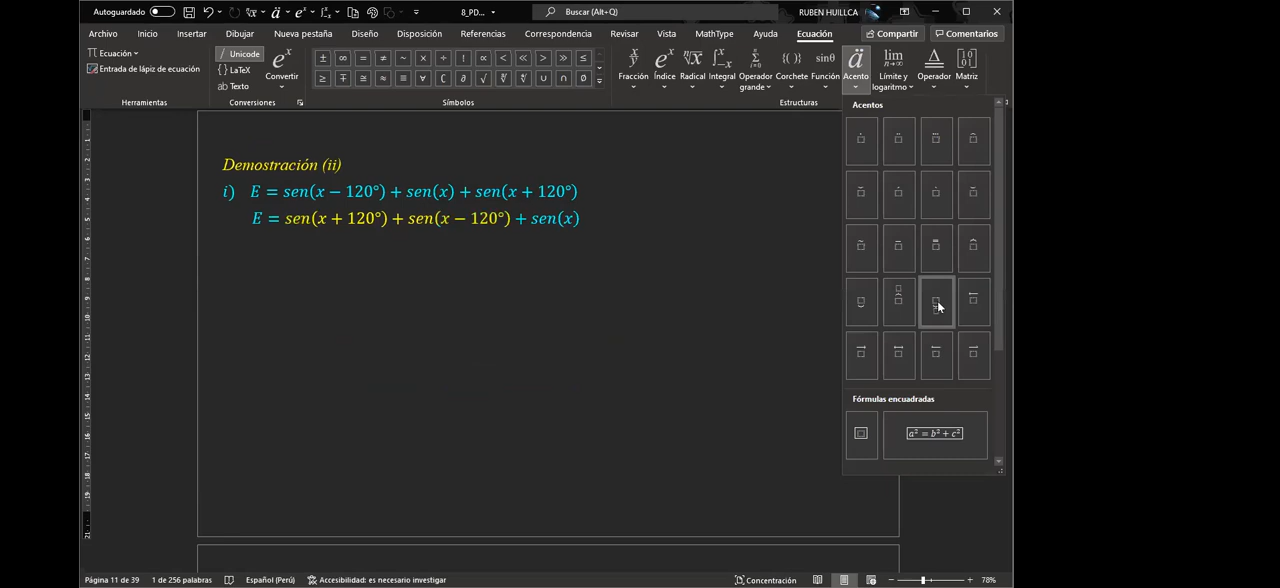 Autoguardado
8_PD...
Buscar (Alt+Q)
RUBEN HUILLCA
Archivo Inicio Insertar Dibujar Nueva pestaña Diseño Disposición Referencias Correspondencia Revisar Vista MathType Ayuda Ecuación Compartir Comentarios
Ecuación
Entrada de lápiz de ecuación
Unicode
LaTeX
ab Texto
Convertir
± ∞ = ≠ ~ × ÷ ! ∝ < ≪ > ≫ ≤
≥ ∓ ≅ ≈ ≡ ∀ ∁ ∂ √ ∛ ∜ ∪ ∩ ∅
Fracción Índice Radical Integral Operador grande Corchete Función Acento Límite y logaritmo Operador Matriz
Herramientas Conversiones Símbolos Estructuras
Acentos
Demostración (ii)
i) E = sen(x − 120°) + sen(x) + sen(x + 120°)
E = sen(x + 120°) + sen(x − 120°) + sen(x)
Fórmulas encuadradas
a² = b² + c²
Página 11 de 39 1 de 256 palabras Español (Perú) Accesibilidad: es necesario investigar Concentración 78%